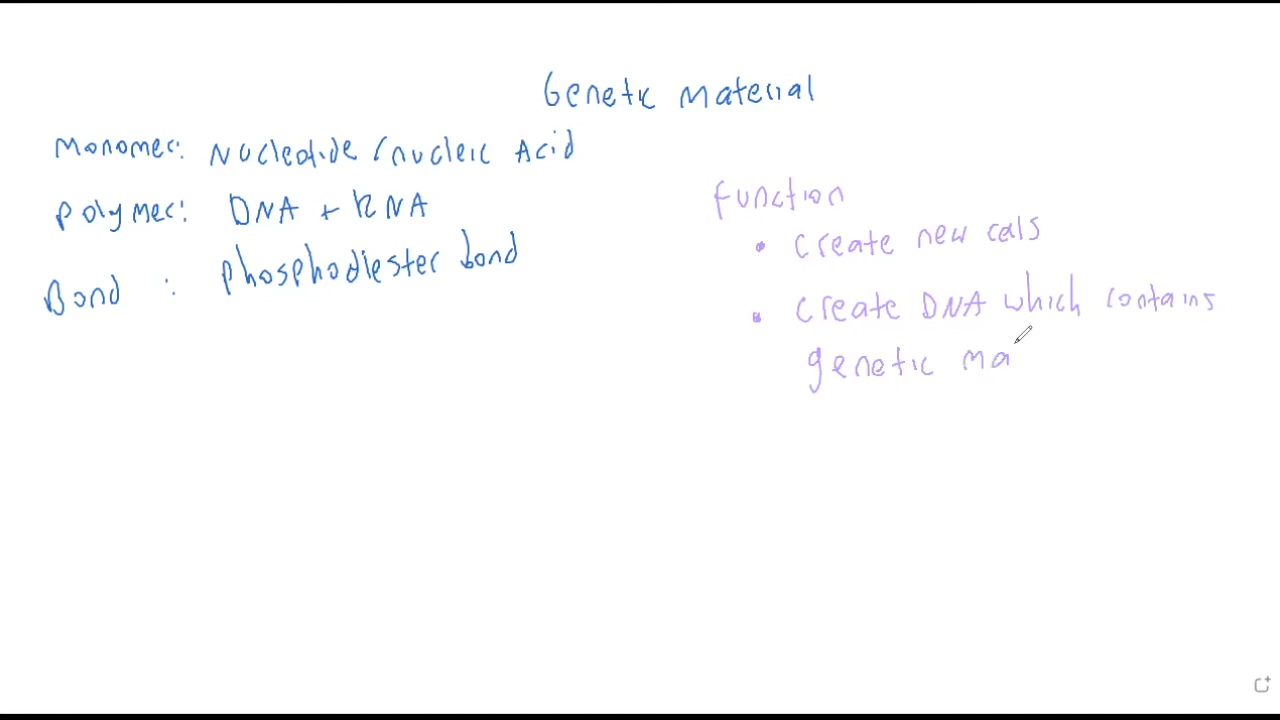 Genetic Material
Monomer: Nucleotide / nucleic Acid
Polymer: DNA + RNA
Bond : Phosphodiester bond
Function
• Create new cells
• Create DNA which contains
genetic ma